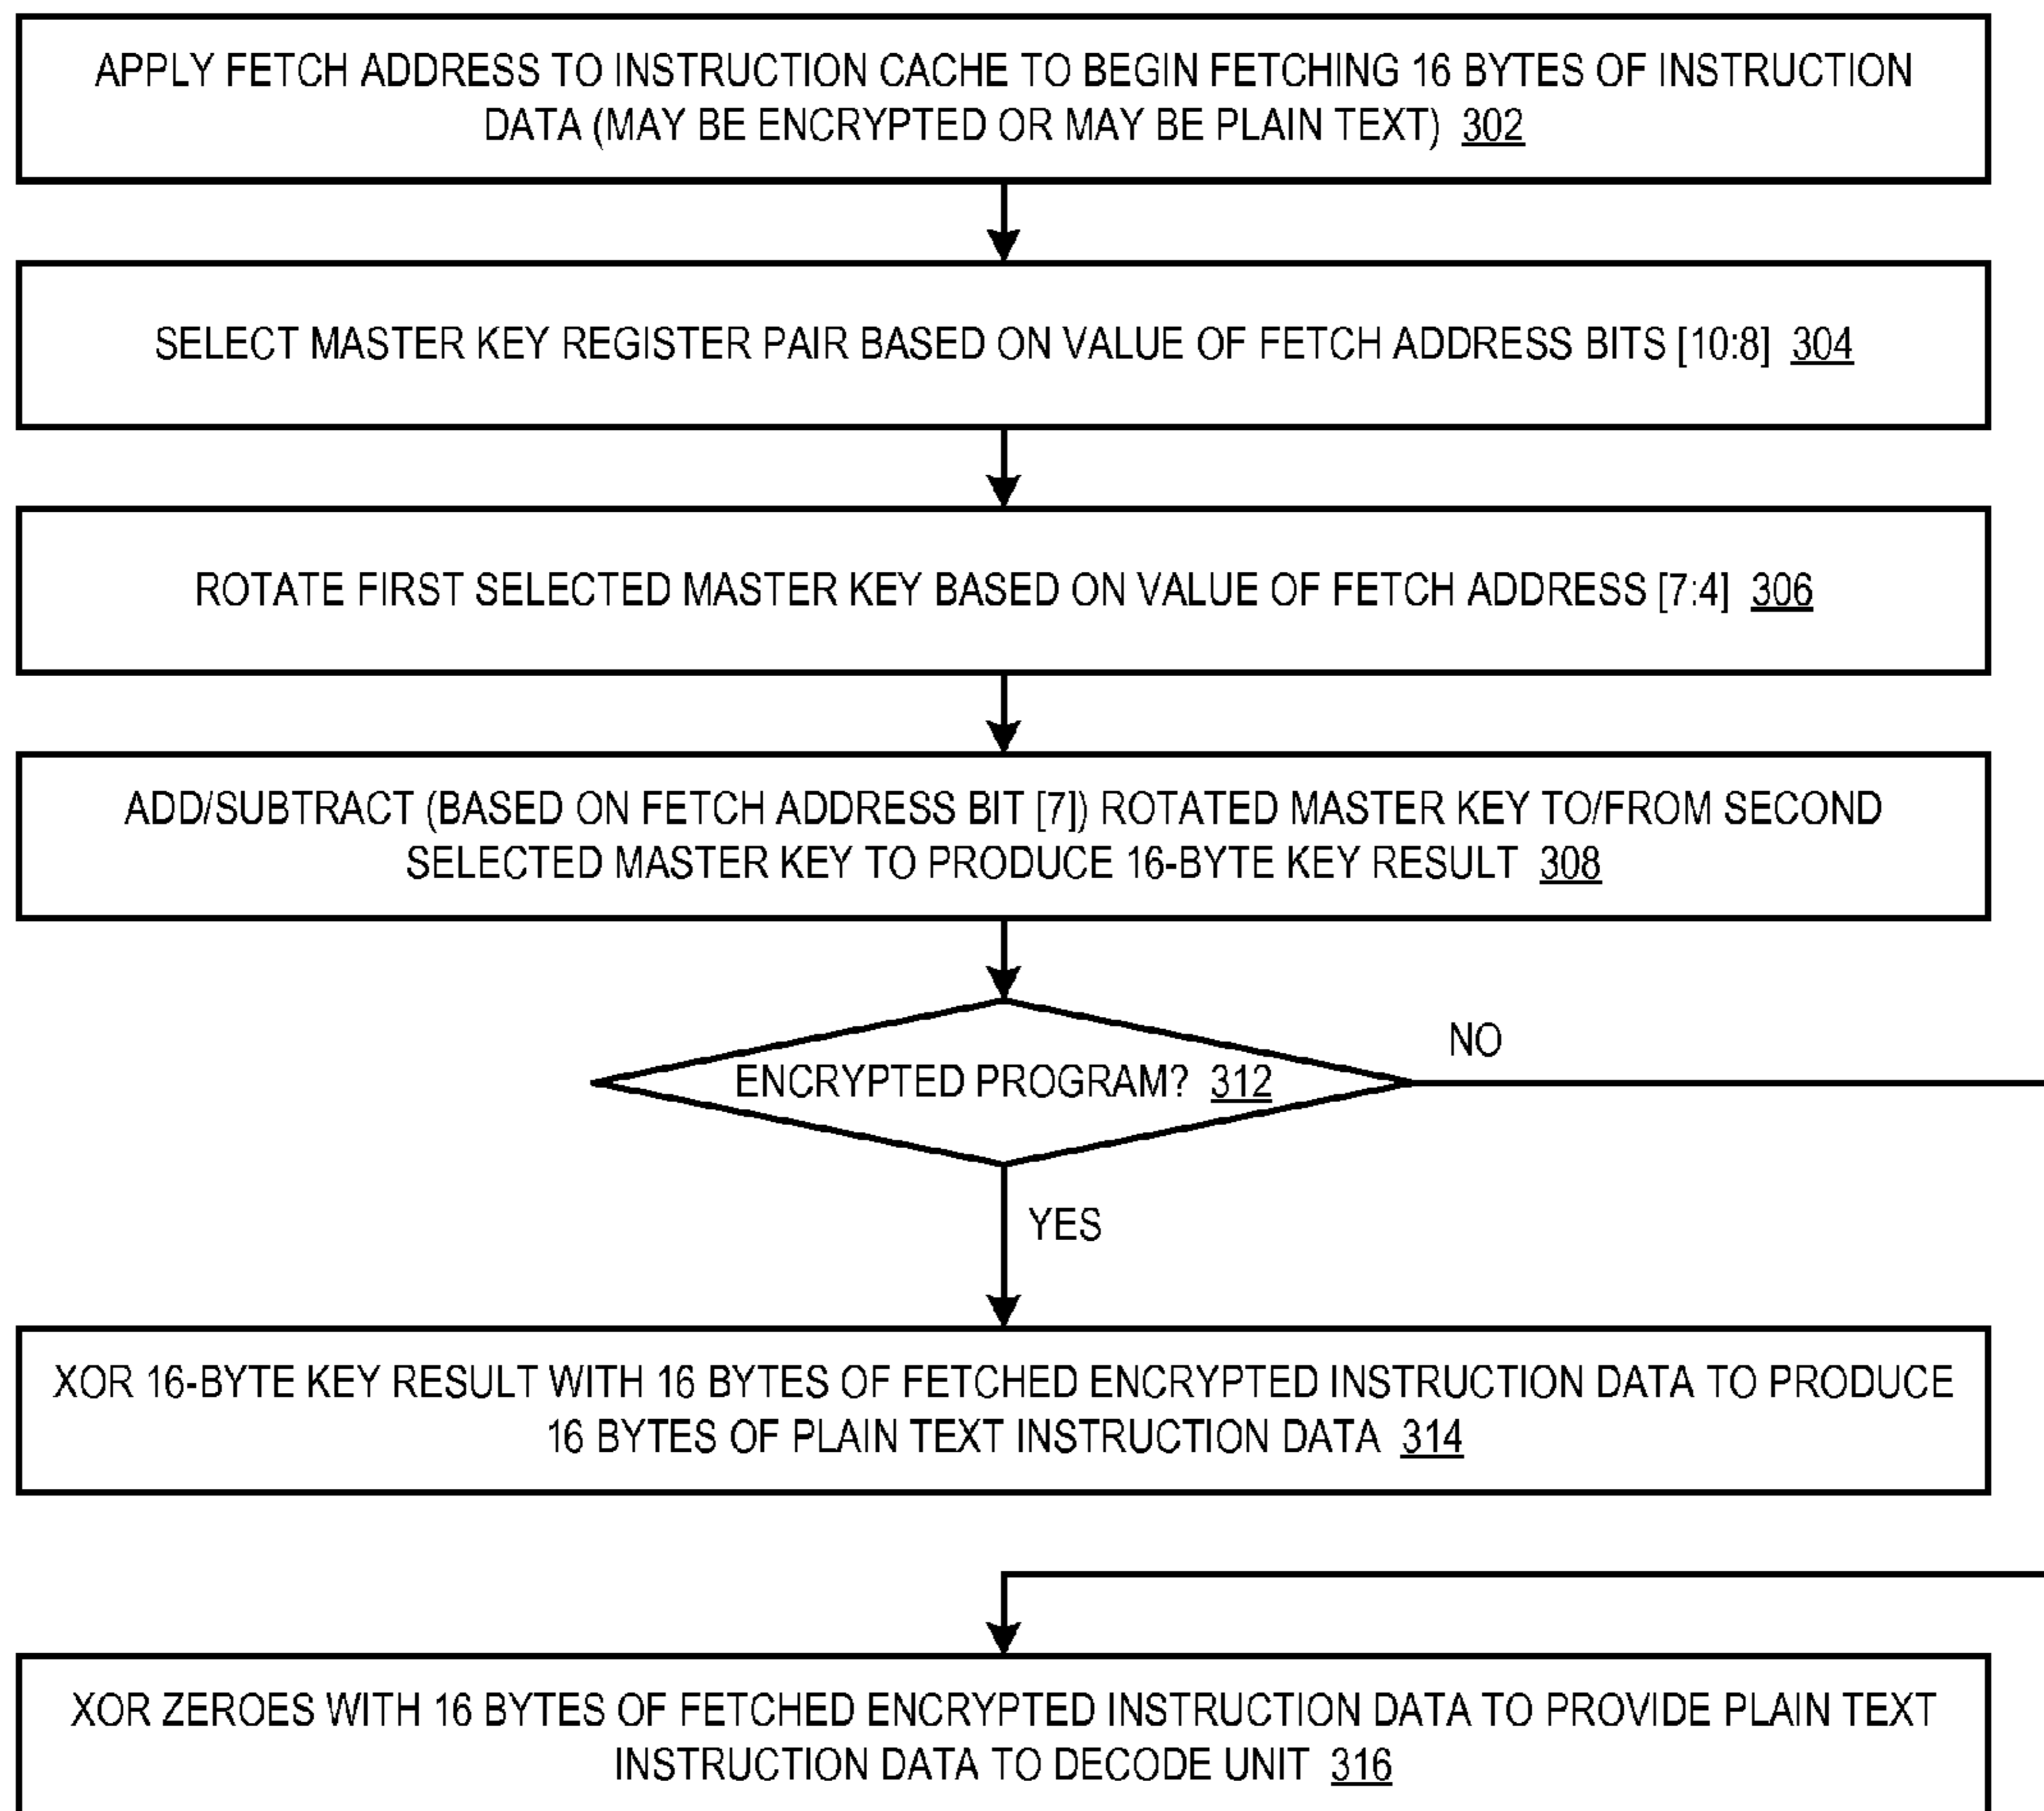 APPLY FETCH ADDRESS TO INSTRUCTION CACHE TO BEGIN FETCHING 16 BYTES OF INSTRUCTION
DATA (MAY BE ENCRYPTED OR MAY BE PLAIN TEXT) 302
SELECT MASTER KEY REGISTER PAIR BASED ON VALUE OF FETCH ADDRESS BITS [10:8] 304
ROTATE FIRST SELECTED MASTER KEY BASED ON VALUE OF FETCH ADDRESS [7:4] 306
ADD/SUBTRACT (BASED ON FETCH ADDRESS BIT [7]) ROTATED MASTER KEY TO/FROM SECOND
SELECTED MASTER KEY TO PRODUCE 16-BYTE KEY RESULT 308
NO
ENCRYPTED PROGRAM? 312
YES
XOR 16-BYTE KEY RESULT WITH 16 BYTES OF FETCHED ENCRYPTED INSTRUCTION DATA TO PRODUCE
16 BYTES OF PLAIN TEXT INSTRUCTION DATA 314
XOR ZEROES WITH 16 BYTES OF FETCHED ENCRYPTED INSTRUCTION DATA TO PROVIDE PLAIN TEXT
INSTRUCTION DATA TO DECODE UNIT 316